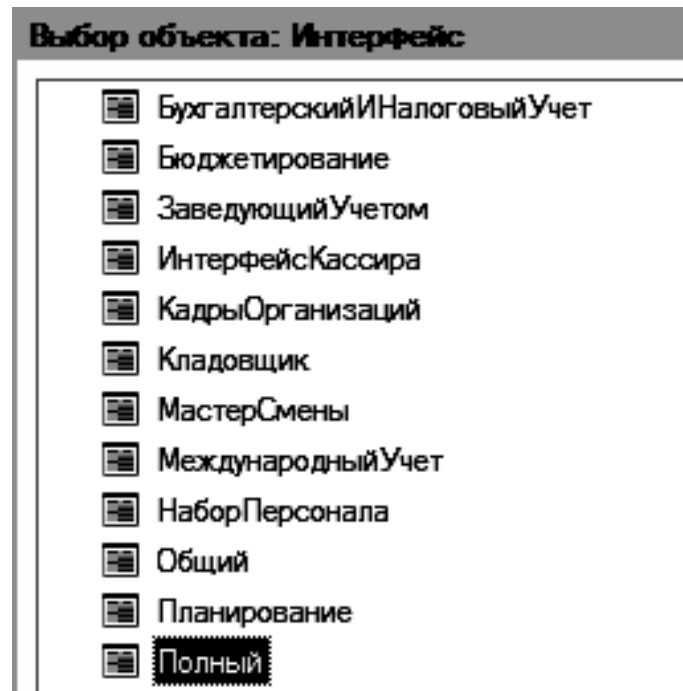 Выбор объекта: Интерфейс
БухгалтерскийИНалоговыйУчет
Бюджетирование
ЗаведующийУчетом
ИнтерфейсКассира
КадрыОрганизаций
Кладовщик
МастерСмены
МеждународныйУчет
НаборПерсонала
Общий
Планирование
Полный